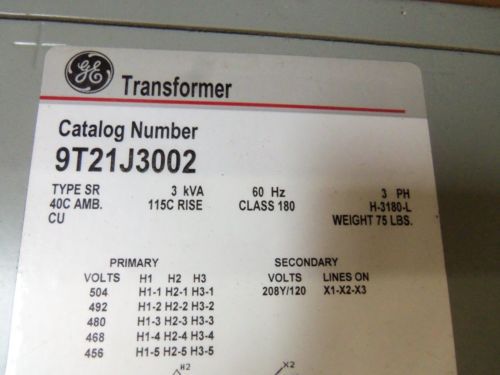 GE
Transformer
Catalog Number
9T21J3002
TYPE SR 3 kVA 60 Hz 3 PH
40C AMB. 115C RISE CLASS 180 H-3180-L
CU WEIGHT 75 LBS.
PRIMARY SECONDARY
VOLTS H1 H2 H3 VOLTS LINES ON
504 H1-1 H2-1 H3-1 208Y/120 X1-X2-X3
492 H1-2 H2-2 H3-2
480 H1-3 H2-3 H3-3
468 H1-4 H2-4 H3-4
456 H1-5 H2-5 H3-5
H2 X2